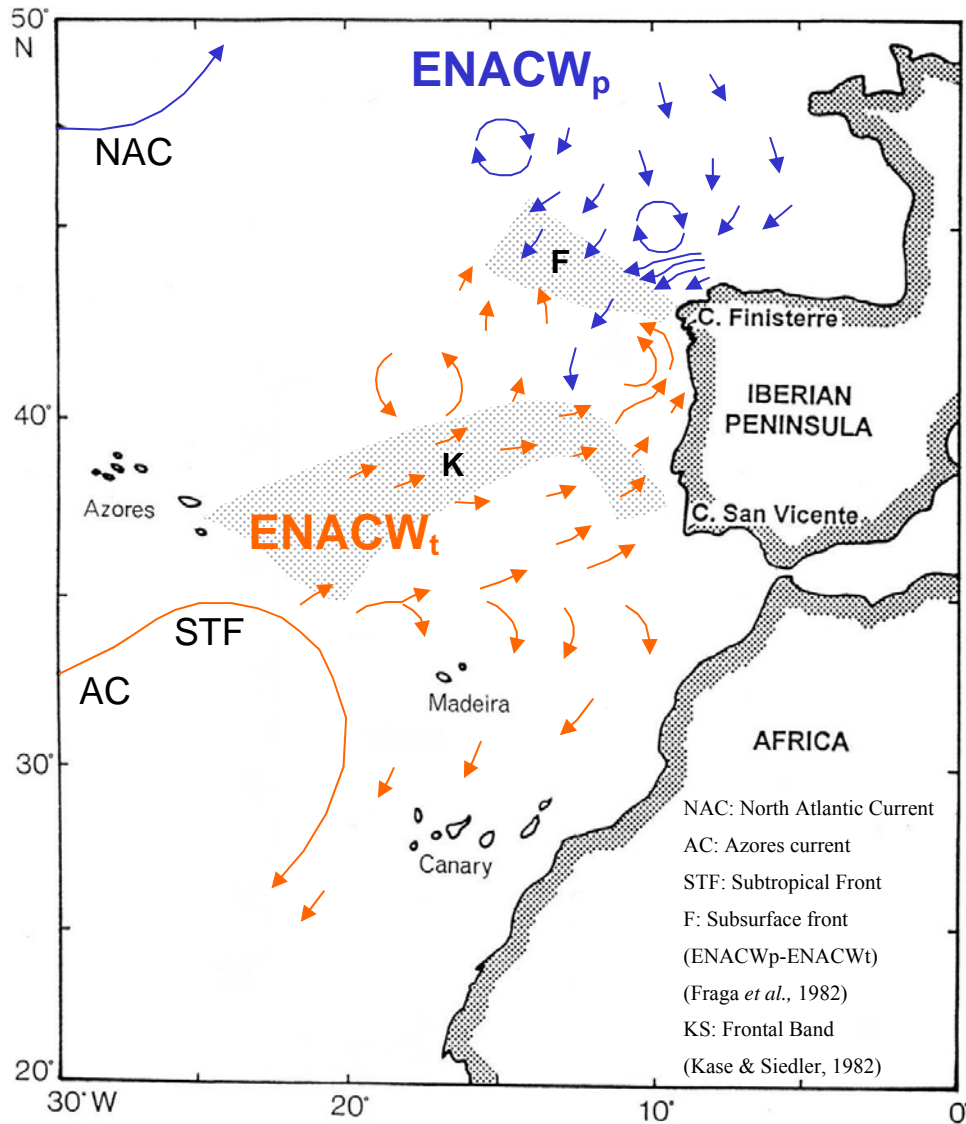 50°
N
ENACWp
NAC
F
C. Finisterre
40°
IBERIAN
PENINSULA
K
Azores
C. San Vicente
ENACWt
STF
AC
Madeira
AFRICA
30°
NAC: North Atlantic Current
AC: Azores current
STF: Subtropical Front
F: Subsurface front
(ENACWp-ENACWt)
(Fraga et al., 1982)
KS: Frontal Band
(Kase & Siedler, 1982)
Canary
20°
30°W
20°
10°
0°